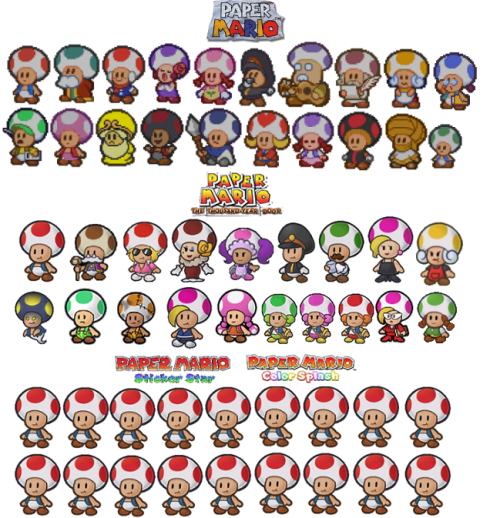 PAPER
MARIO
PAPER
MARIO
THE THOUSAND-YEAR DOOR
PAPER MARIO
Sticker Star
PAPER MARIO
Color Splash